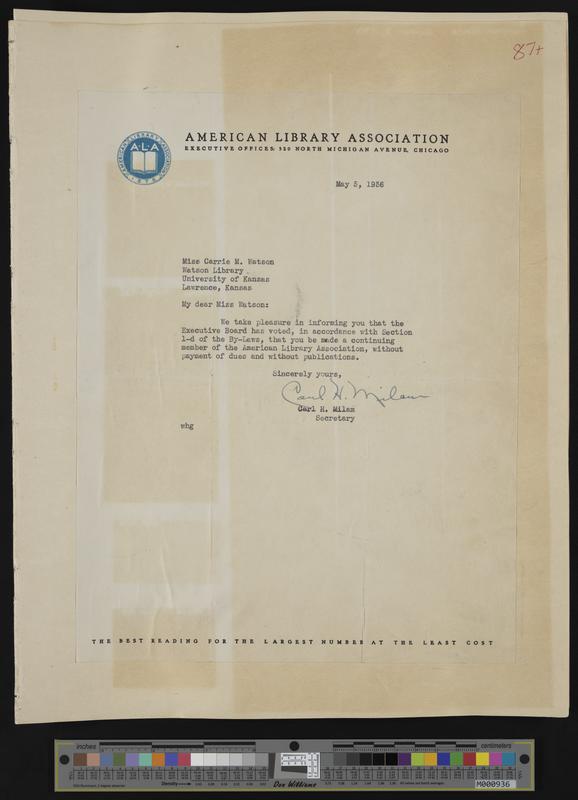 87+
AMERICAN LIBRARY ASSOCIATION
EXECUTIVE OFFICES: 520 NORTH MICHIGAN AVENUE, CHICAGO
A·L·A
May 5, 1936
Miss Carrie M. Watson
Watson Library
University of Kansas
Lawrence, Kansas
My dear Miss Watson:
We take pleasure in informing you that the
Executive Board has voted, in accordance with Section
1-d of the By-Laws, that you be made a continuing
member of the American Library Association, without
payment of dues and without publications.
Sincerely yours,
Carl H. Milam
Carl H. Milam
Secretary
whg
THE BEST READING FOR THE LARGEST NUMBER AT THE LEAST COST
inches
centimeters
Density
Don Williams
M000936